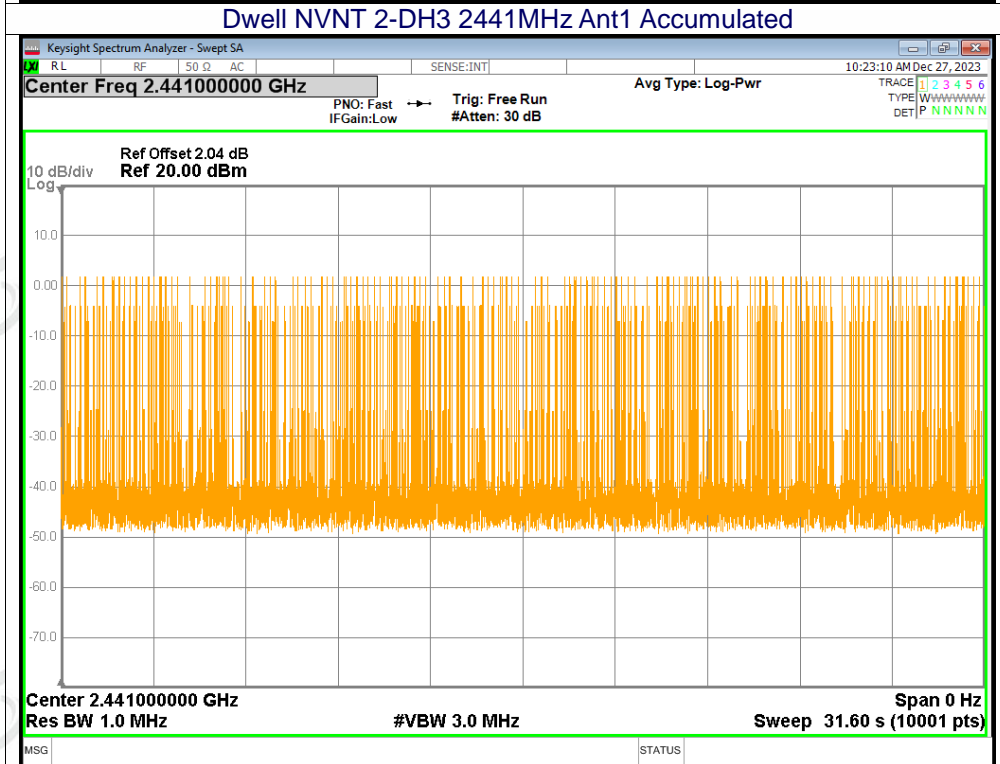 Dwell NVNT 2-DH3 2441MHz Ant1 Accumulated
Keysight Spectrum Analyzer - Swept SA
LXI RL RF 50 Ω AC SENSE:INT 10:23:10 AM Dec 27, 2023
Center Freq 2.441000000 GHz Avg Type: Log-Pwr TRACE 1 2 3 4 5 6
PNO: Fast Trig: Free Run TYPE WWWWWW
IFGain:Low #Atten: 30 dB DET P N N N N N
Ref Offset 2.04 dB
10 dB/div Ref 20.00 dBm
Log
10.0
0.00
-10.0
-20.0
-30.0
-40.0
-50.0
-60.0
-70.0
Center 2.441000000 GHz Span 0 Hz
Res BW 1.0 MHz #VBW 3.0 MHz Sweep 31.60 s (10001 pts)
MSG STATUS